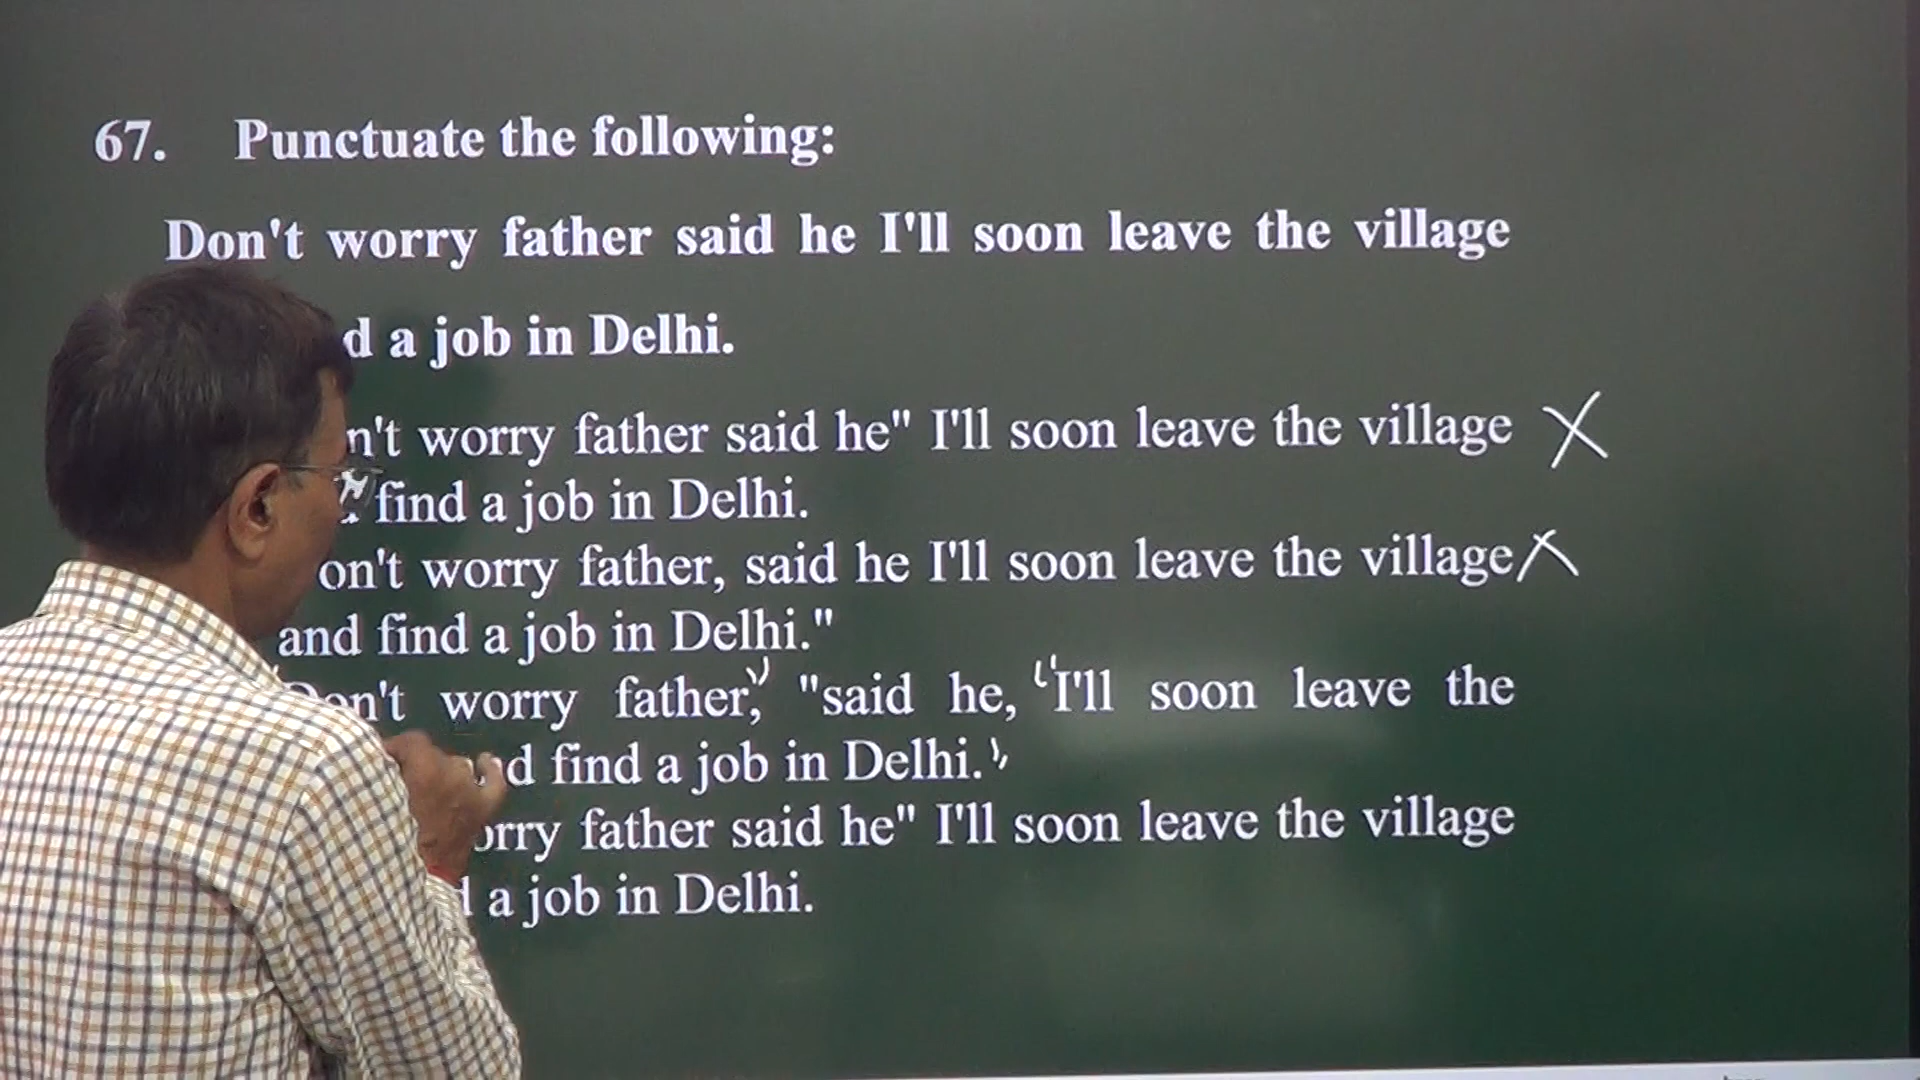 67. Punctuate the following:
Don't worry father said he I'll soon leave the village
d a job in Delhi.
n't worry father said he" I'll soon leave the village
find a job in Delhi.
on't worry father, said he I'll soon leave the village
and find a job in Delhi."
Don't worry father," "said he, "I'll soon leave the
nd find a job in Delhi."
orry father said he" I'll soon leave the village
d a job in Delhi.